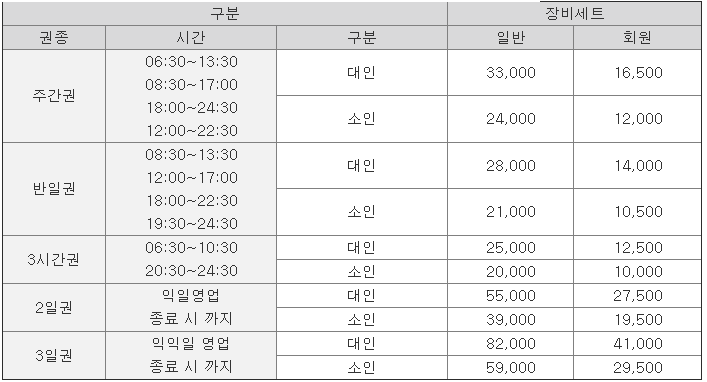 구분 장비세트
권종 시간 구분 일반 회원
주간권
06:30~13:30
08:30~17:00
18:00~24:30
12:00~22:30
대인 33,000 16,500
소인 24,000 12,000
반일권
08:30~13:30
12:00~17:00
18:00~22:30
19:30~24:30
대인 28,000 14,000
소인 21,000 10,500
3시간권
06:30~10:30
20:30~24:30
대인 25,000 12,500
소인 20,000 10,000
2일권
익일영업
종료 시 까지
대인 55,000 27,500
소인 39,000 19,500
3일권
익익일 영업
종료 시 까지
대인 82,000 41,000
소인 59,000 29,500